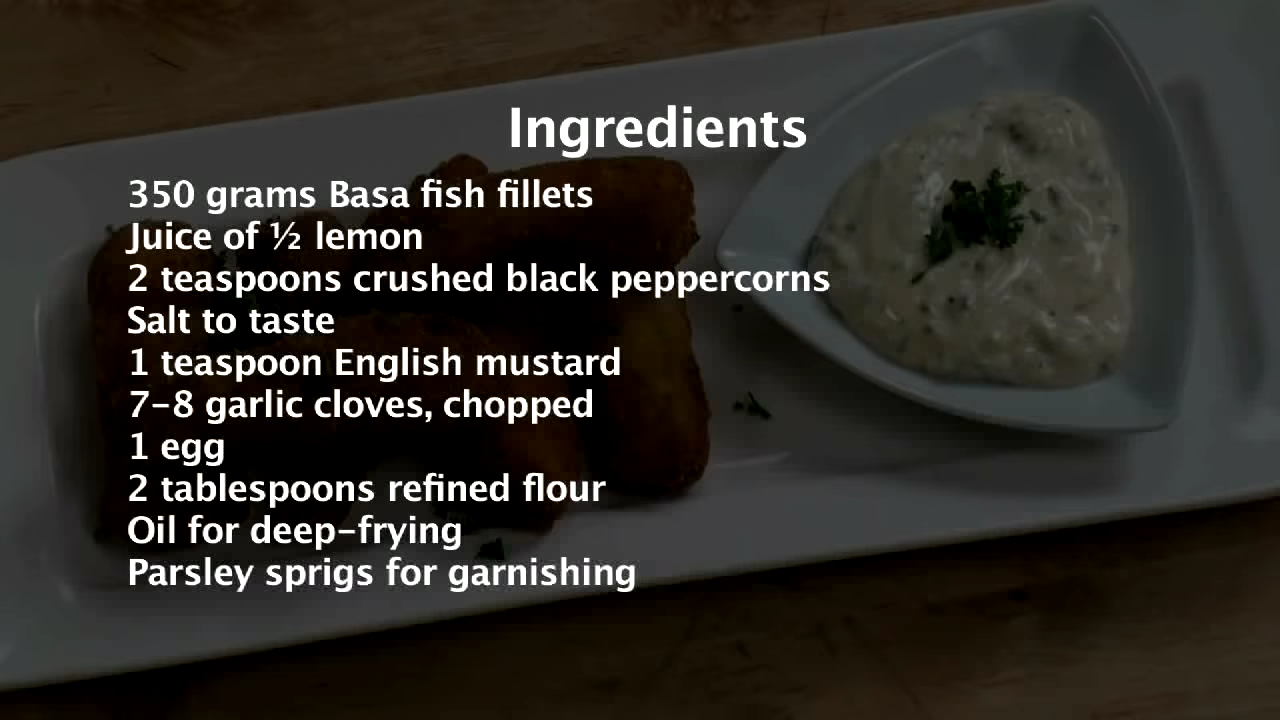 Ingredients
350 grams Basa fish fillets
Juice of ½ lemon
2 teaspoons crushed black peppercorns
Salt to taste
1 teaspoon English mustard
7-8 garlic cloves, chopped
1 egg
2 tablespoons refined flour
Oil for deep-frying
Parsley sprigs for garnishing